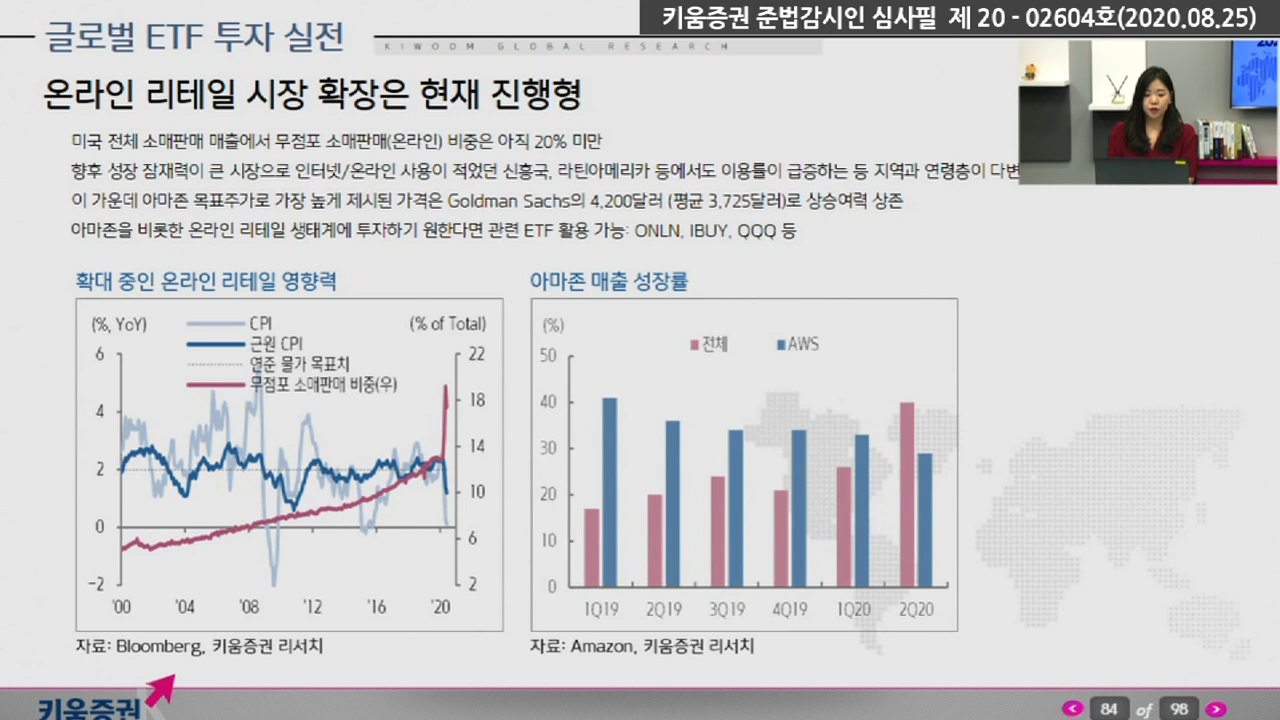 키움증권 준법감시인 심사필 제 20 - 02604호(2020.08.25)
글로벌 ETF 투자 실전
KIWOOM GLOBAL RESEARCH
온라인 리테일 시장 확장은 현재 진행형
미국 전체 소매판매 매출에서 무점포 소매판매(온라인) 비중은 아직 20% 미만
향후 성장 잠재력이 큰 시장으로 인터넷/온라인 사용이 적었던 신흥국, 라틴아메리카 등에서도 이용률이 급증하는 등 지역과 연령층이 다변
이 가운데 아마존 목표주가로 가장 높게 제시된 가격은 Goldman Sachs의 4,200달러 (평균 3,725달러)로 상승여력 상존
아마존을 비롯한 온라인 리테일 생태계에 투자하기 원한다면 관련 ETF 활용 가능: ONLN, IBUY, QQQ 등
확대 중인 온라인 리테일 영향력
(%, YoY)
(% of Total)
CPI
근원 CPI
연준 물가 목표치
무점포 소매판매 비중(우)
6
4
2
0
-2
22
18
14
10
6
2
'00 '04 '08 '12 '16 '20
자료: Bloomberg, 키움증권 리서치
아마존 매출 성장률
(%)
전체 AWS
50
40
30
20
10
0
1Q19 2Q19 3Q19 4Q19 1Q20 2Q20
자료: Amazon, 키움증권 리서치
키움증권
84 of 98